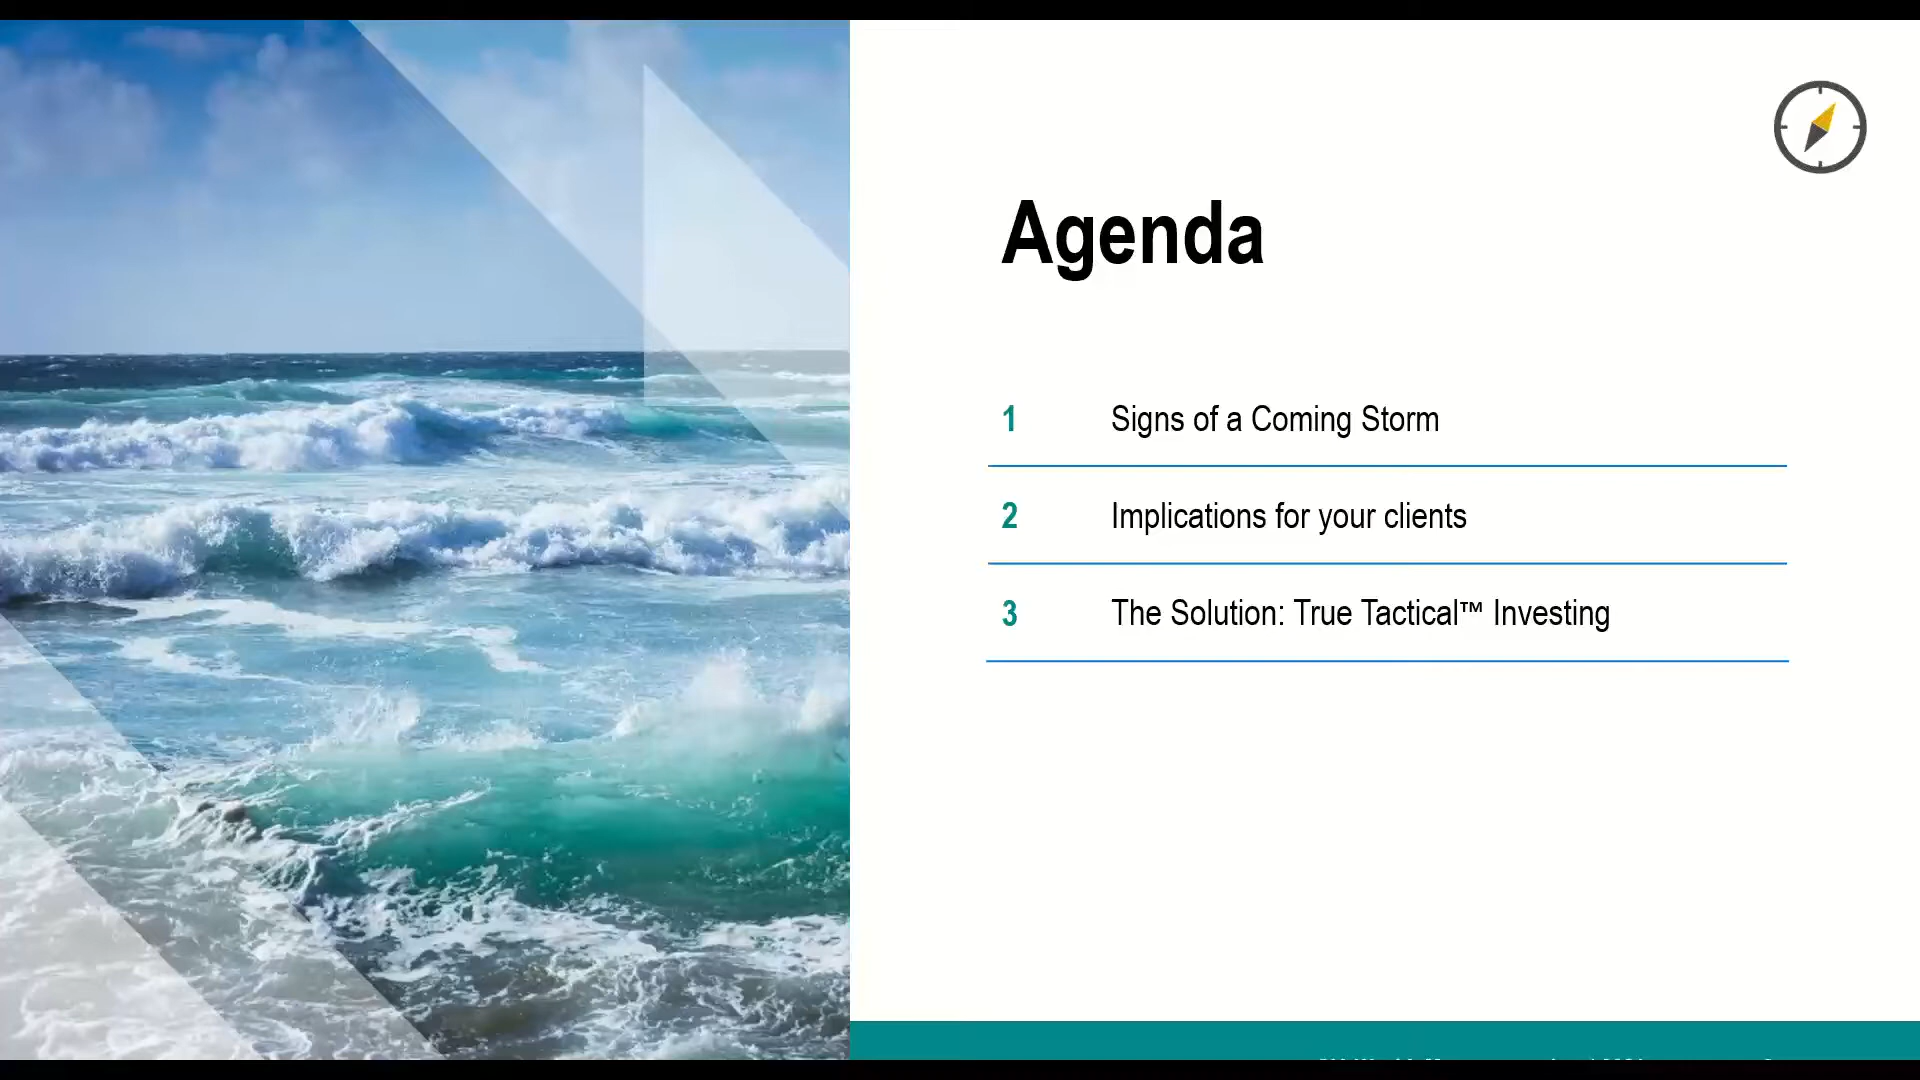 Agenda
1 Signs of a Coming Storm
2 Implications for your clients
3 The Solution: True Tactical™ Investing